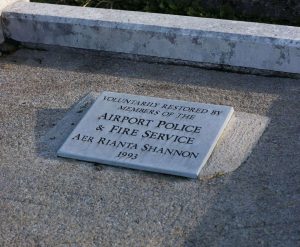 VOLUNTARILY RESTORED BY
MEMBERS OF THE
AIRPORT POLICE
& FIRE SERVICE
AER RIANTA SHANNON
1993